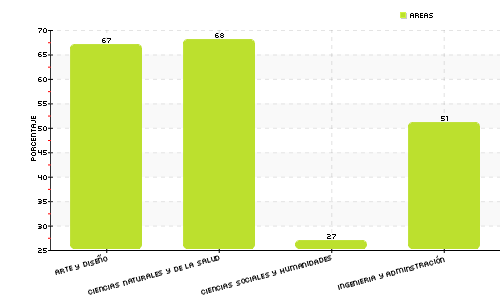 AREAS
70
65
60
55
50
45
40
35
30
25
PORCENTAJE
67
68
27
51
ARTE Y DISEÑO
CIENCIAS NATURALES Y DE LA SALUD
CIENCIAS SOCIALES Y HUMANIDADES
INGENIERIA Y ADMINSTRACIÓN